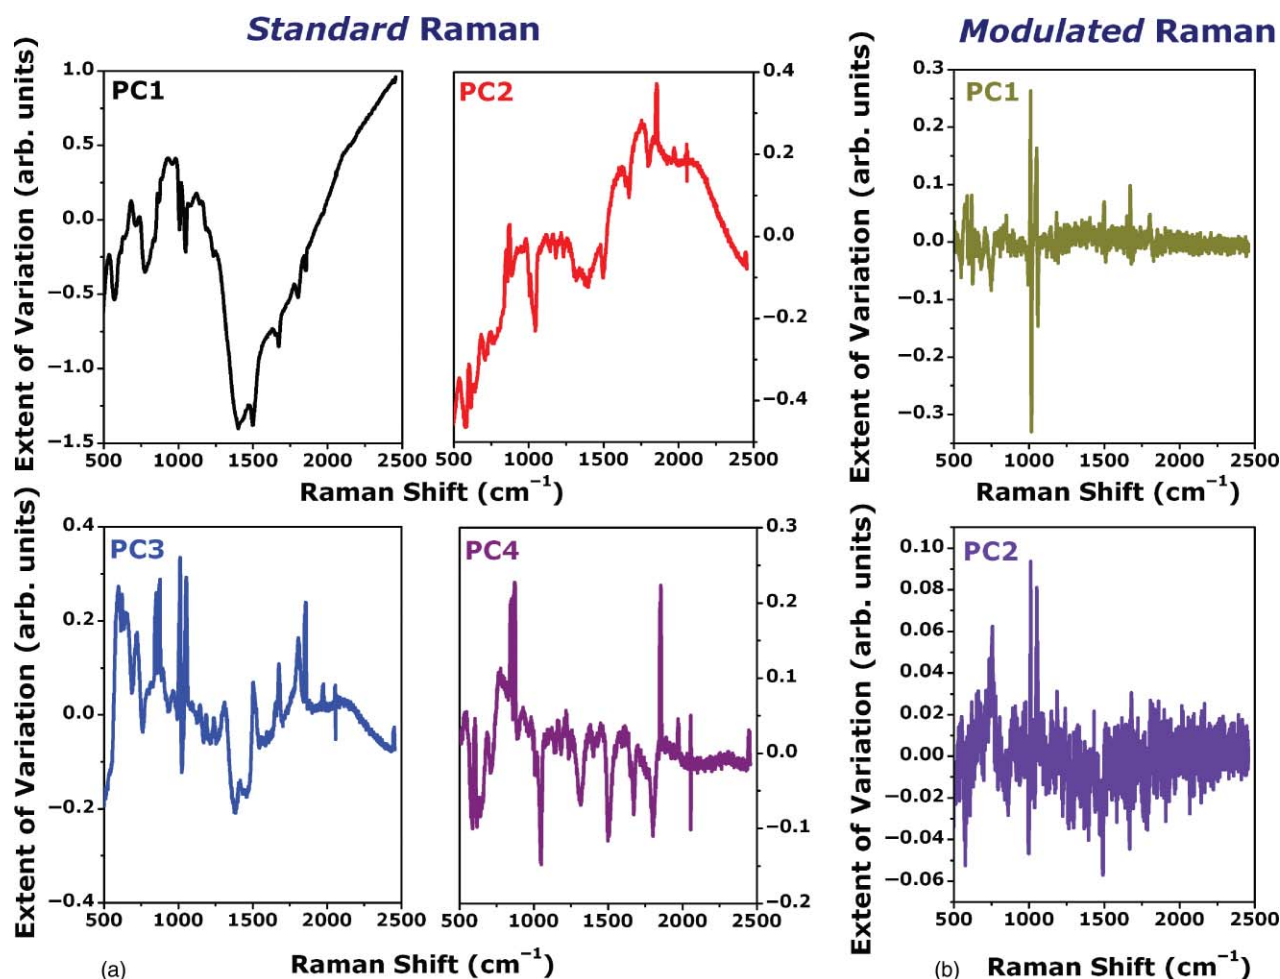 Standard Raman
Modulated Raman
Extent of Variation (arb. units)
1.0
0.5
0.0
−0.5
−1.0
−1.5
PC1
500 1000 1500 2000 2500
PC2
0.4
0.2
0.0
−0.2
−0.4
500 1000 1500 2000 2500
Raman Shift (cm⁻¹)
Extent of Variation (arb. units)
0.3
0.2
0.1
0.0
−0.1
−0.2
−0.3
PC1
500 1000 1500 2000 2500
Raman Shift (cm⁻¹)
Extent of Variation (arb. units)
0.4
0.2
0.0
−0.2
−0.4
PC3
500 1000 1500 2000 2500
PC4
0.3
0.2
0.1
0.0
−0.1
−0.2
500 1000 1500 2000 2500
(a)
Raman Shift (cm⁻¹)
Extent of Variation (arb. units)
0.10
0.08
0.06
0.04
0.02
0.00
−0.02
−0.04
−0.06
PC2
500 1000 1500 2000 2500
(b)
Raman Shift (cm⁻¹)